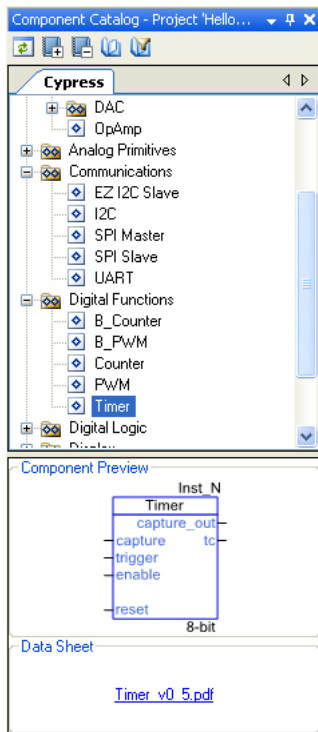 Component Catalog - Project 'Hello...
Cypress
DAC
OpAmp
Analog Primitives
Communications
EZ I2C Slave
I2C
SPI Master
SPI Slave
UART
Digital Functions
B_Counter
B_PWM
Counter
PWM
Timer
Digital Logic
Display
Component Preview
Inst_N
Timer
capture_out
capture tc
trigger
enable
reset
8-bit
Data Sheet
Timer_v0_5.pdf